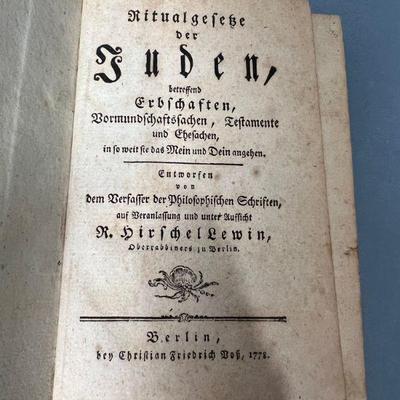 Ritualgesetze
der
Juden,
betreffend
Erbschaften,
Vormundschaftssachen, Testamente
und Ehesachen,
in so weit sie das Mein und Dein angehen.
Entworfen
von
dem Verfasser der Philosophischen Schriften,
auf Veranlassung und unter Aufsicht
R. Hirschel Lewin,
Oberrabbiners zu Berlin.
Berlin,
bey Christian Friedrich Voß, 1778.